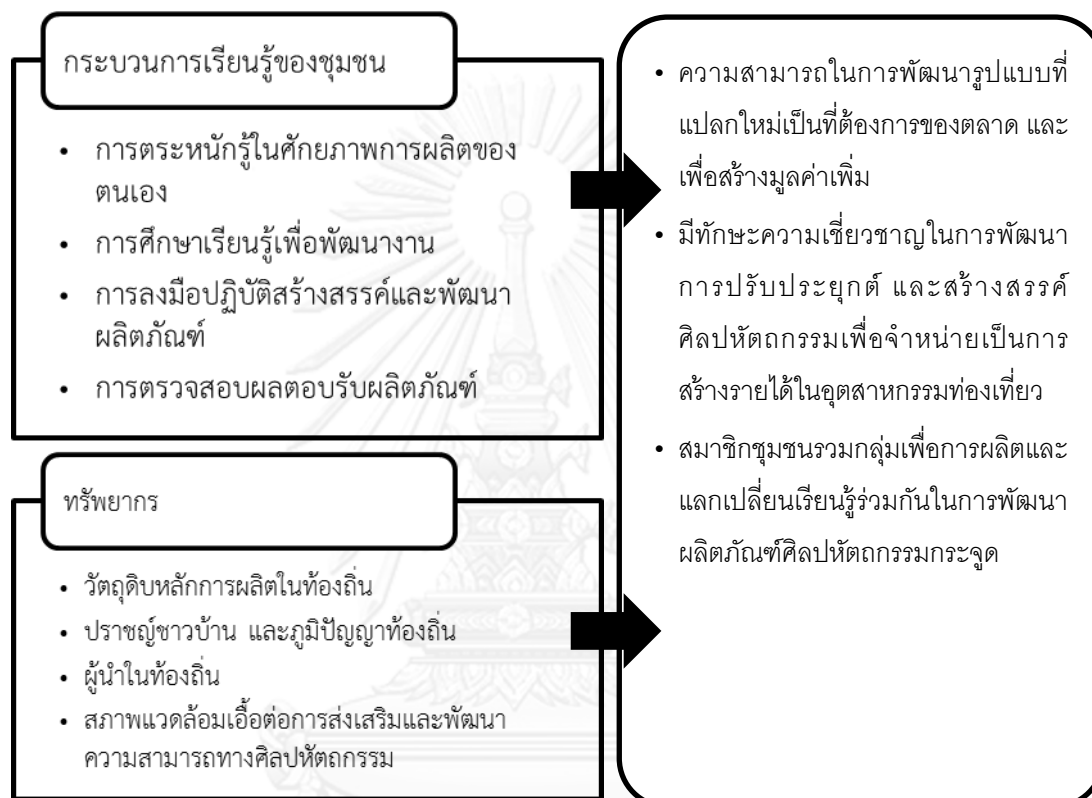 กระบวนการเรียนรู้ของชุมชน
• การตระหนักรู้ในศักยภาพการผลิตของ
ตนเอง
• การศึกษาเรียนรู้เพื่อพัฒนางาน
• การลงมือปฏิบัติสร้างสรรค์และพัฒนา
ผลิตภัณฑ์
• การตรวจสอบผลตอบรับผลิตภัณฑ์
ทรัพยากร
• วัตถุดิบหลักการผลิตในท้องถิ่น
• ปราชญ์ชาวบ้าน และภูมิปัญญาท้องถิ่น
• ผู้นำในท้องถิ่น
• สภาพแวดล้อมเอื้อต่อการส่งเสริมและพัฒนา
ความสามารถทางศิลปหัตถกรรม
• ความสามารถในการพัฒนารูปแบบที่
แปลกใหม่เป็นที่ต้องการของตลาด และ
เพื่อสร้างมูลค่าเพิ่ม
• มีทักษะความเชี่ยวชาญในการพัฒนา
การปรับประยุกต์ และสร้างสรรค์
ศิลปหัตถกรรมเพื่อจำหน่ายเป็นการ
สร้างรายได้ในอุตสาหกรรมท่องเที่ยว
• สมาชิกชุมชนรวมกลุ่มเพื่อการผลิตและ
แลกเปลี่ยนเรียนรู้ร่วมกันในการพัฒนา
ผลิตภัณฑ์ศิลปหัตถกรรมกระจูด